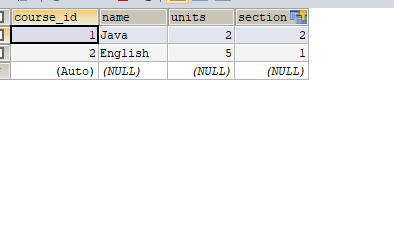 course_id name units section
1 Java 2 2
2 English 5 1
(Auto) (NULL) (NULL) (NULL)